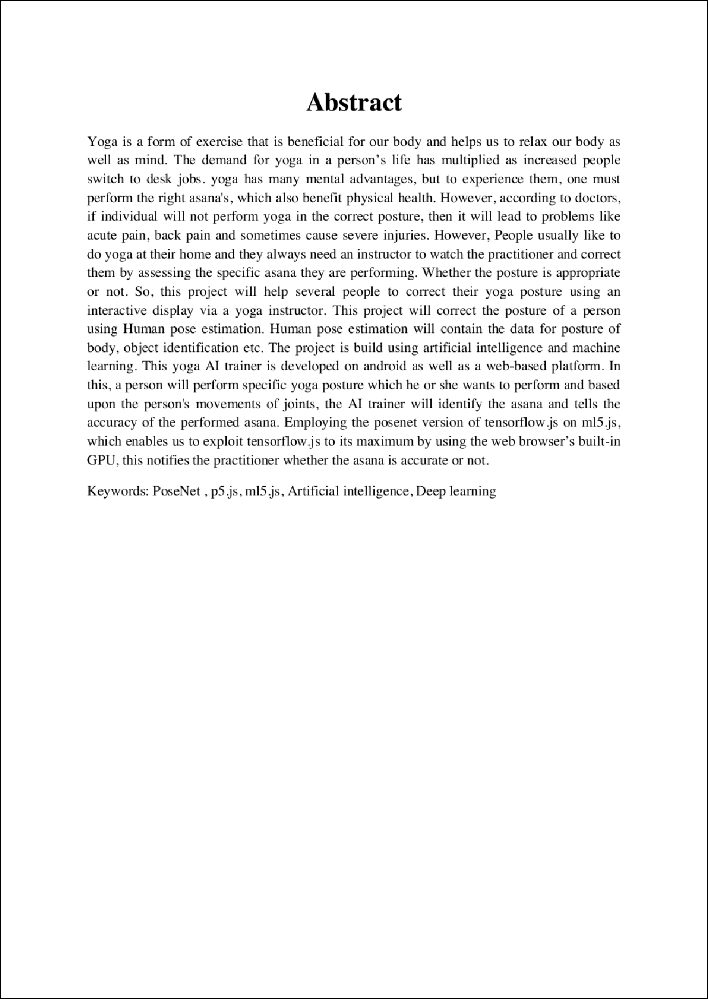 Abstract
Yoga is a form of exercise that is beneficial for our body and helps us to relax our body as
well as mind. The demand for yoga in a person’s life has multiplied as increased people
switch to desk jobs. yoga has many mental advantages, but to experience them, one must
perform the right asana's, which also benefit physical health. However, according to doctors,
if individual will not perform yoga in the correct posture, then it will lead to problems like
acute pain, back pain and sometimes cause severe injuries. However, People usually like to
do yoga at their home and they always need an instructor to watch the practitioner and correct
them by assessing the specific asana they are performing. Whether the posture is appropriate
or not. So, this project will help several people to correct their yoga posture using an
interactive display via a yoga instructor. This project will correct the posture of a person
using Human pose estimation. Human pose estimation will contain the data for posture of
body, object identification etc. The project is build using artificial intelligence and machine
learning. This yoga AI trainer is developed on android as well as a web-based platform. In
this, a person will perform specific yoga posture which he or she wants to perform and based
upon the person's movements of joints, the AI trainer will identify the asana and tells the
accuracy of the performed asana. Employing the posenet version of tensorflow.js on ml5.js,
which enables us to exploit tensorflow.js to its maximum by using the web browser’s built-in
GPU, this notifies the practitioner whether the asana is accurate or not.
Keywords: PoseNet , p5.js, ml5.js, Artificial intelligence, Deep learning